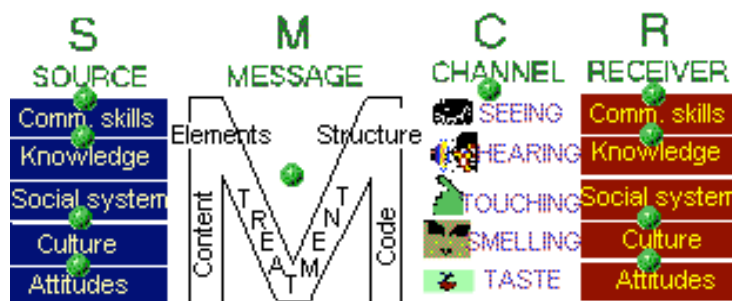 S M C R
SOURCE MESSAGE CHANNEL RECEIVER
Comm. skills
Knowledge
Social system
Culture
Attitudes
Elements
Structure
Content
TREATMENT
Code
SEEING
HEARING
TOUCHING
SMELLING
TASTE
Comm. skills
Knowledge
Social system
Culture
Attitudes